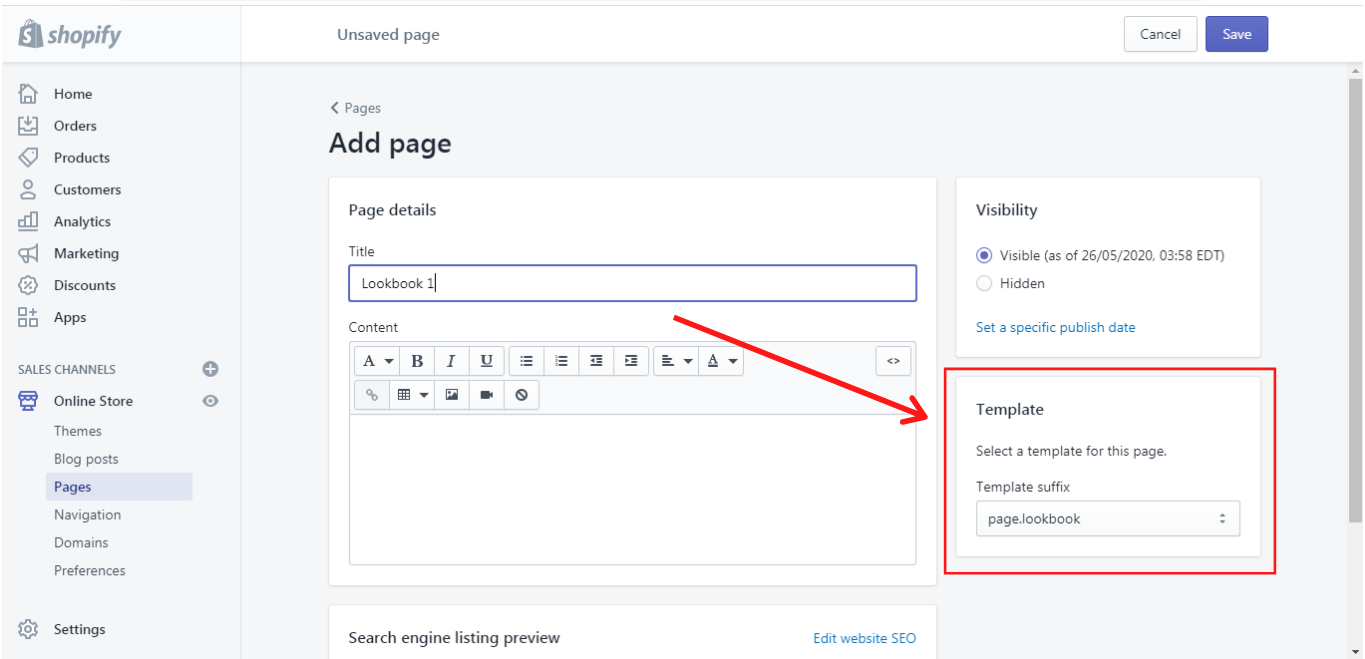 shopify
Unsaved page
Cancel
Save
Home
Orders
Products
Customers
Analytics
Marketing
Discounts
Apps
SALES CHANNELS
Online Store
Themes
Blog posts
Pages
Navigation
Domains
Preferences
Settings
Pages
Add page
Page details
Title
Lookbook 1
Content
A B I U A
<>
Visibility
Visible (as of 26/05/2020, 03:58 EDT)
Hidden
Set a specific publish date
Template
Select a template for this page.
Template suffix
page.lookbook
Search engine listing preview
Edit website SEO